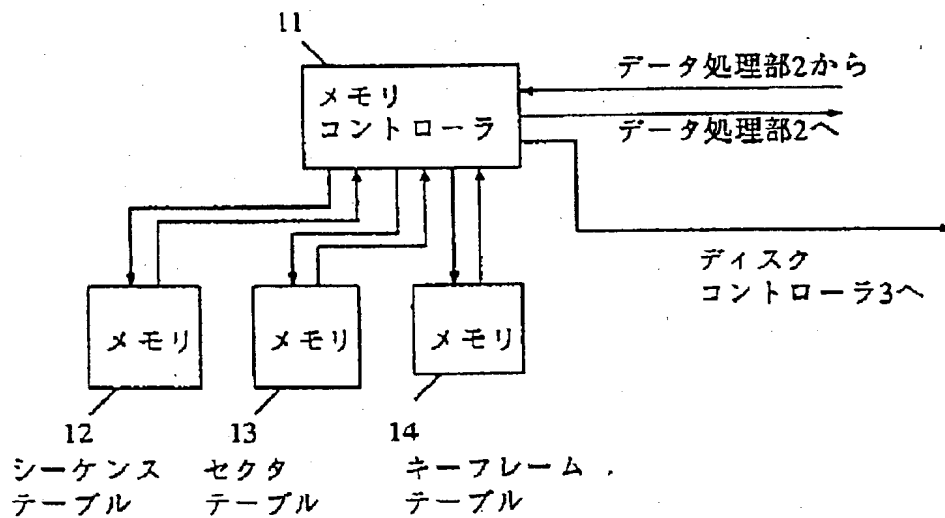 11
データ処理部2から
メモリ
コントローラ
データ処理部2へ
ディスク
コントローラ3へ
メモリ
メモリ
メモリ
12
13
14
シーケンス
テーブル
セクタ
テーブル
キーフレーム
テーブル